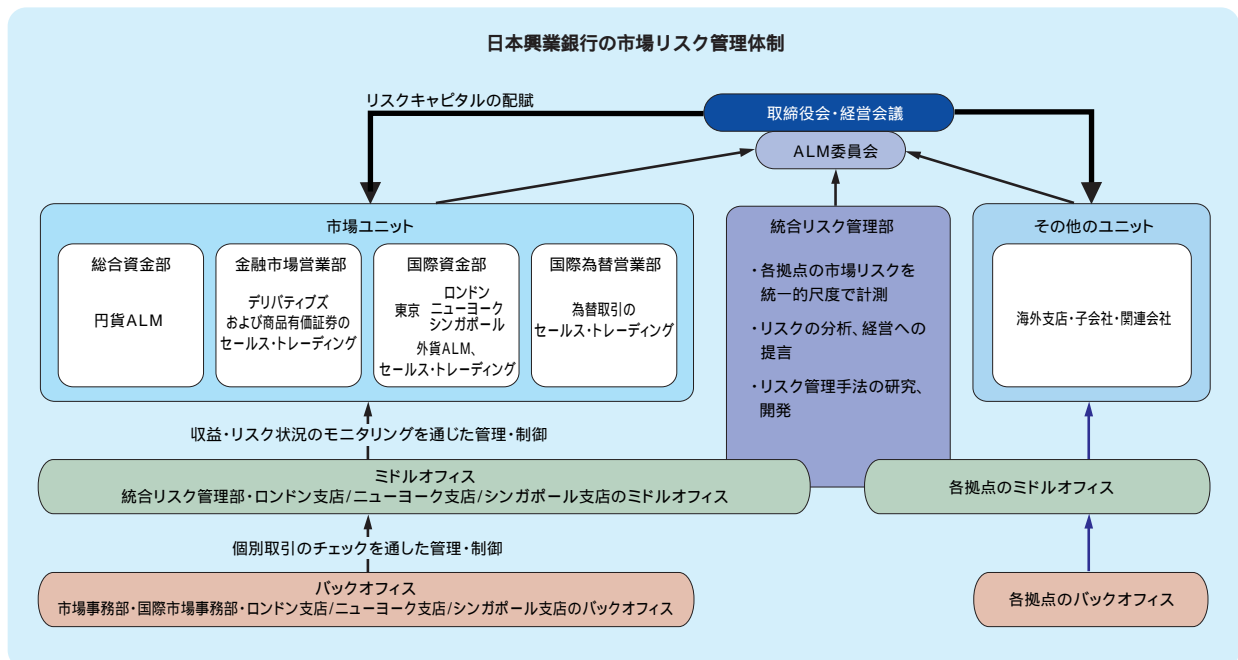 日本興業銀行の市場リスク管理体制
リスクキャピタルの配賦
取締役会・経営会議
ALM委員会
市場ユニット
総合資金部
円貨ALM
金融市場営業部
デリバティブズ
および商品有価証券の
セールス・トレーディング
国際資金部
東京
ロンドン
ニューヨーク
シンガポール
外貨ALM、
セールス・トレーディング
国際為替営業部
為替取引の
セールス・トレーディング
統合リスク管理部
・各拠点の市場リスクを
統一的尺度で計測
・リスクの分析、経営への
提言
・リスク管理手法の研究、
開発
その他のユニット
海外支店・子会社・関連会社
収益・リスク状況のモニタリングを通じた管理・制御
ミドルオフィス
統合リスク管理部・ロンドン支店/ニューヨーク支店/シンガポール支店のミドルオフィス
各拠点のミドルオフィス
個別取引のチェックを通した管理・制御
バックオフィス
市場事務部・国際市場事務部・ロンドン支店/ニューヨーク支店/シンガポール支店のバックオフィス
各拠点のバックオフィス